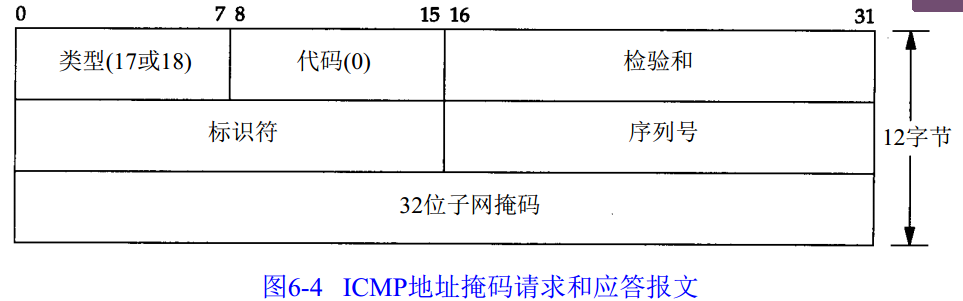 0 7 8 15 16 31
类型(17或18) 代码(0) 检验和
标识符 序列号
12字节
32位子网掩码
图6-4 ICMP地址掩码请求和应答报文